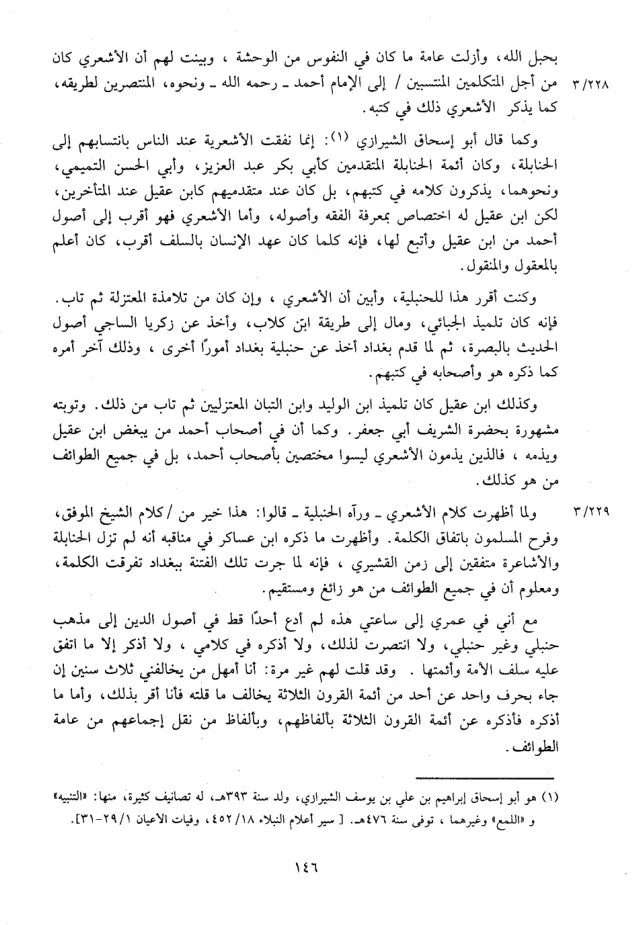 بحبل الله، وأزلت عامة ما كان في النفوس من الوحشة ، وبينت لهم أن الأشعري كان
من أجل المتكلمين المنتسبين / إلى الإمام أحمد ـ رحمه الله ـ ونحوه، المنتصرين لطريقه، ٣/٢٢٨
كما يذكر الأشعري ذلك في كتبه.
وكما قال أبو إسحاق الشيرازي (١): إنما نفقت الأشعرية عند الناس بانتسابهم إلى
الحنابلة، وكان أئمة الحنابلة المتقدمين كأبي بكر عبد العزيز، وأبي الحسن التميمي،
ونحوهما، يذكرون كلامه في كتبهم، بل كان عند متقدميهم كابن عقيل عند المتأخرين،
لكن ابن عقيل له اختصاص بمعرفة الفقه وأصوله، وأما الأشعري فهو أقرب إلى أصول
أحمد من ابن عقيل وأتبع لها، فإنه كلما كان عهد الإنسان بالسلف أقرب، كان أعلم
بالمعقول والمنقول.
وكنت أقرر هذا للحنبلية، وأبين أن الأشعري ، وإن كان من تلامذة المعتزلة ثم تاب.
فإنه كان تلميذ الجبائي، ومال إلى طريقة ابن كلاب، وأخذ عن زكريا الساجي أصول
الحديث بالبصرة، ثم لما قدم بغداد أخذ عن حنبلية بغداد أمورًا أخرى ، وذلك آخر أمره
كما ذكره هو وأصحابه في كتبهم.
وكذلك ابن عقيل كان تلميذ ابن الوليد وابن التبان المعتزليين ثم تاب من ذلك. وتوبته
مشهورة بحضرة الشريف أبي جعفر. وكما أن في أصحاب أحمد من يبغض ابن عقيل
ويذمه ، فالذين يذمون الأشعري ليسوا مختصين بأصحاب أحمد، بل في جميع الطوائف
من هو كذلك.
ولما أظهرت كلام الأشعري ـ ورآه الحنبلية ـ قالوا: هذا خير من / كلام الشيخ الموفق، ٣/٢٢٩
وفرح المسلمون باتفاق الكلمة. وأظهرت ما ذكره ابن عساكر في مناقبه أنه لم تزل الحنابلة
والأشاعرة متفقين إلى زمن القشيري ، فإنه لما جرت تلك الفتنة ببغداد تفرقت الكلمة،
ومعلوم أن في جميع الطوائف من هو زائغ ومستقيم.
مع أني في عمري إلى ساعتي هذه لم أدع أحدًا قط في أصول الدين إلى مذهب
حنبلي وغير حنبلي، ولا انتصرت لذلك، ولا أذكره في كلامي ، ولا أذكر إلا ما اتفق
عليه سلف الأمة وأئمتها . وقد قلت لهم غير مرة: أنا أمهل من يخالفني ثلاث سنين إن
جاء بحرف واحد عن أحد من أئمة القرون الثلاثة يخالف ما قلته فأنا أقر بذلك، وأما ما
أذكره فأذكره عن أئمة القرون الثلاثة بألفاظهم، وبألفاظ من نقل إجماعهم من عامة
الطوائف.
(١) هو أبو إسحاق إبراهيم بن علي بن يوسف الشيرازي، ولد سنة ٣٩٣هـ، له تصانيف كثيرة، منها: «التنبيه»
و «اللمع» وغيرهما ، توفى سنة ٤٧٦هـ. [ سير أعلام النبلاء ٤٥٢/١٨، وفيات الأعيان ٢٩/١-٣١].
١٤٦